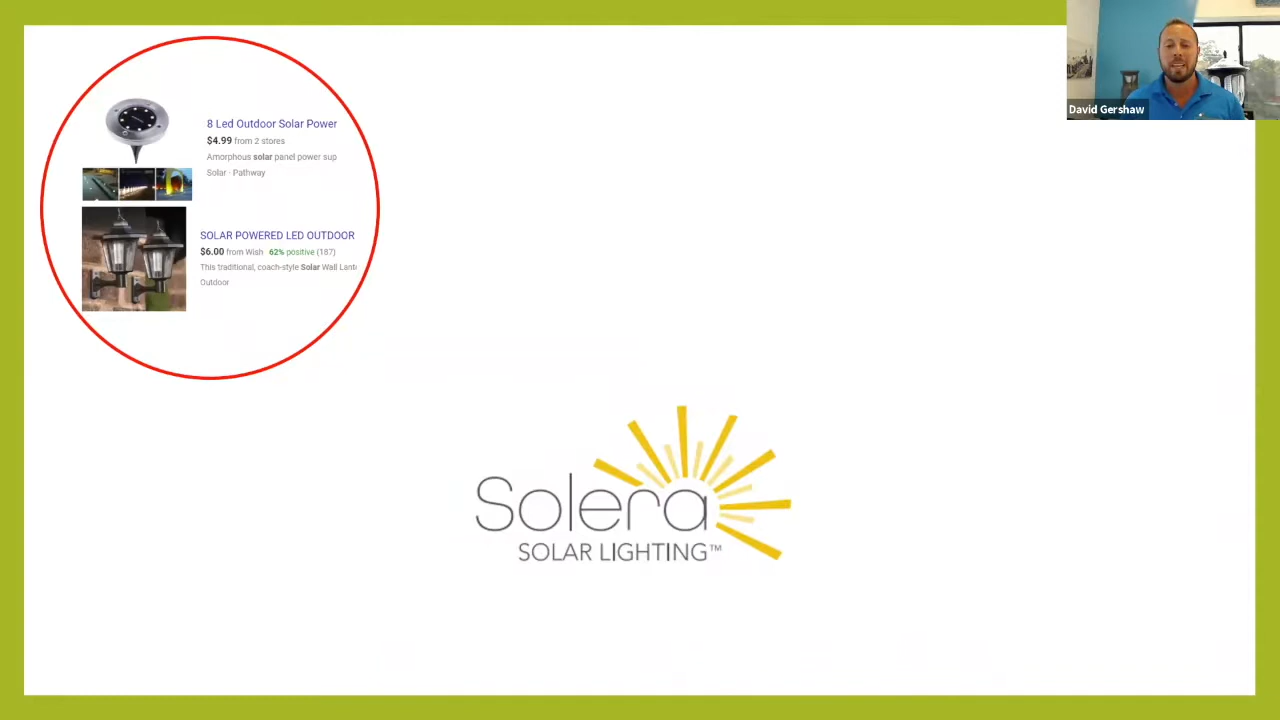 8 Led Outdoor Solar Power
$4.99 from 2 stores
Amorphous solar panel power sup
Solar · Pathway
SOLAR POWERED LED OUTDOOR
$6.00 from Wish 62% positive (187)
This traditional, coach-style Solar Wall Lante
Outdoor
David Gershaw
Solera
SOLAR LIGHTING™